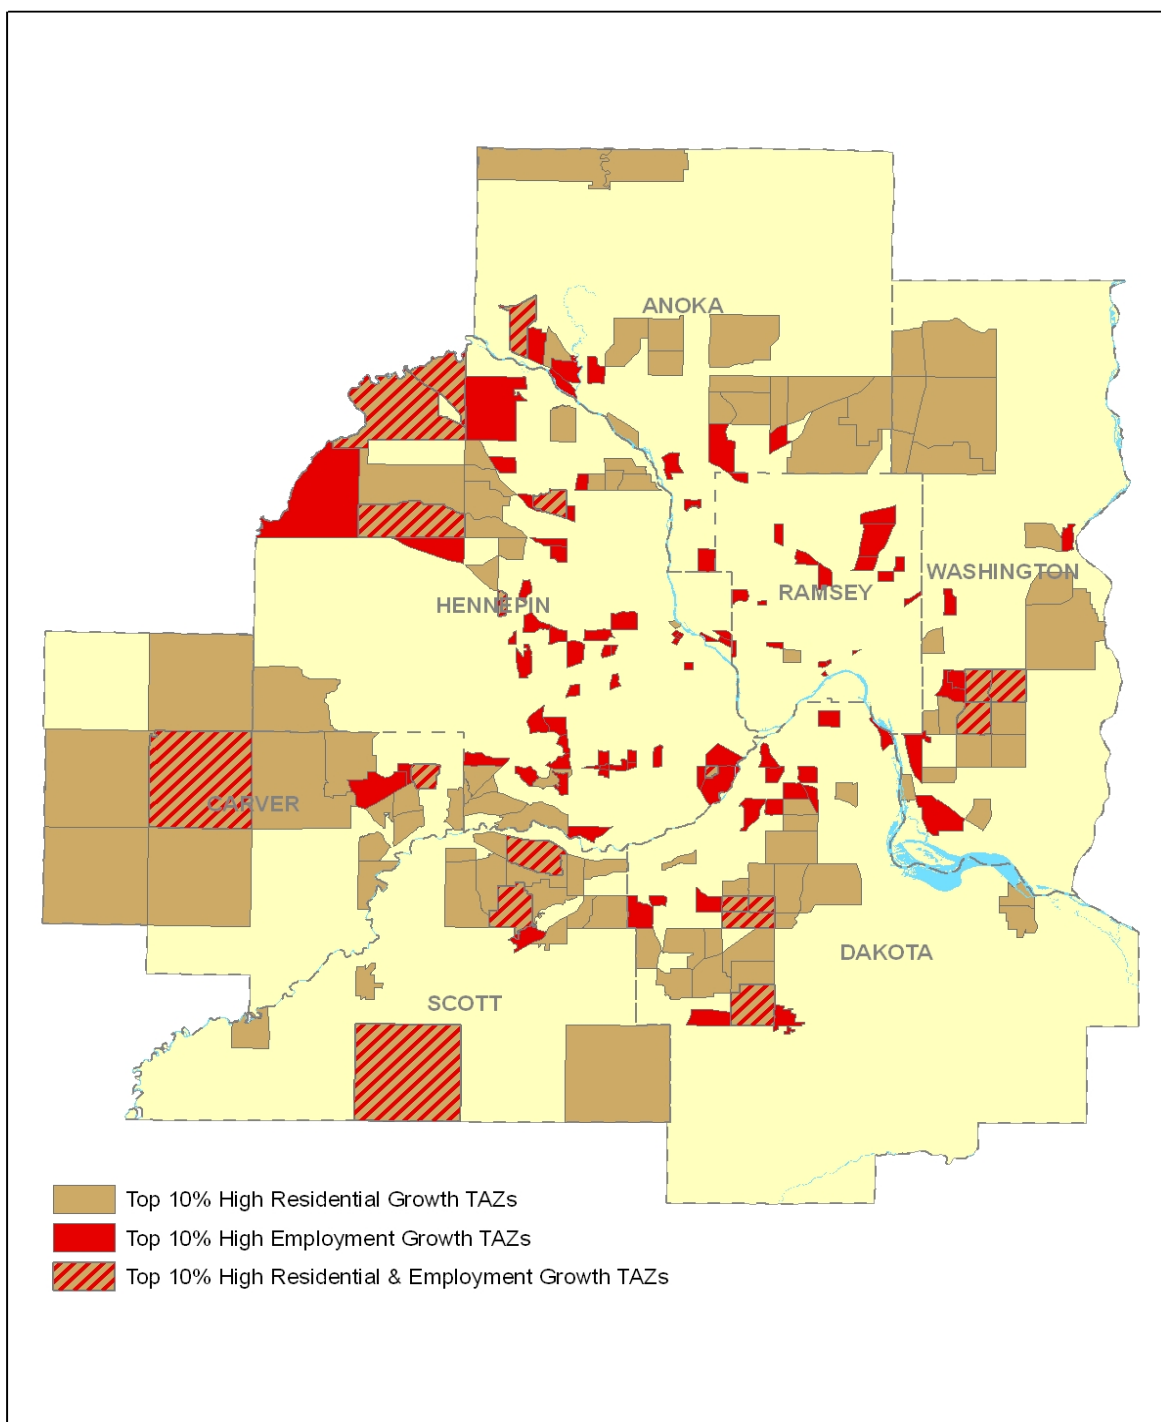 ANOKA
WASHINGTON
RAMSEY
HENNEPIN
CARVER
DAKOTA
SCOTT
Top 10% High Residential Growth TAZs
Top 10% High Employment Growth TAZs
Top 10% High Residential & Employment Growth TAZs